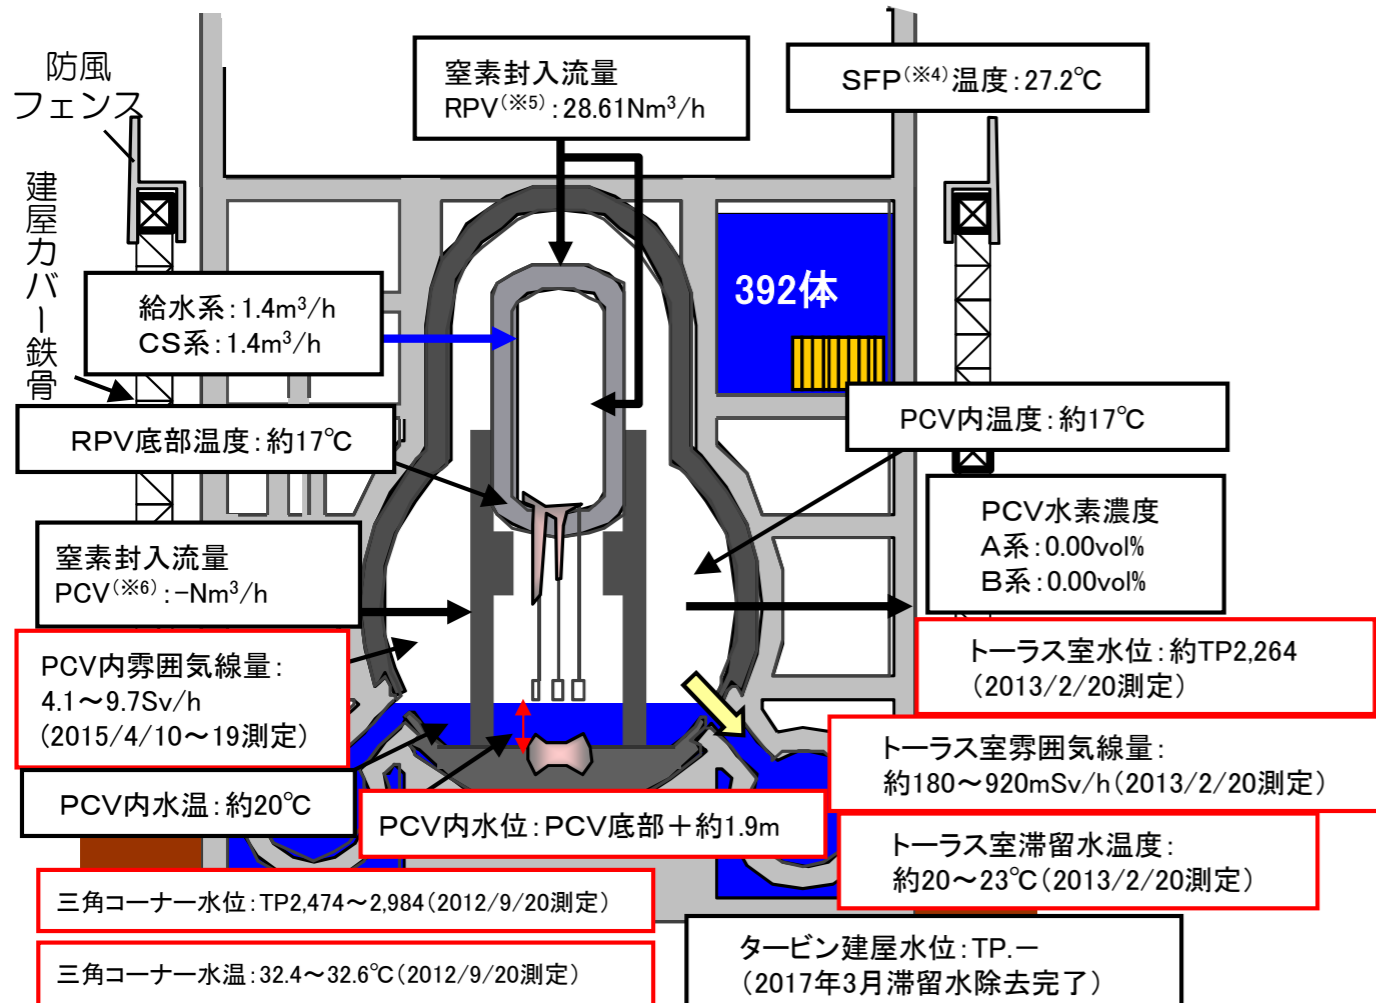 防風
フェンス
窒素封入流量
RPV(※5):28.61Nm³/h
SFP(※4)温度:27.2℃
建屋カバー鉄骨
392体
給水系:1.4m³/h
CS系:1.4m³/h
RPV底部温度:約17℃
PCV内温度:約17℃
PCV水素濃度
A系:0.00vol%
B系:0.00vol%
窒素封入流量
PCV(※6):-Nm³/h
PCV内雰囲気線量:
4.1～9.7Sv/h
(2015/4/10～19測定)
トーラス室水位:約TP2,264
(2013/2/20測定)
トーラス室雰囲気線量:
約180～920mSv/h(2013/2/20測定)
PCV内水温:約20℃
PCV内水位:PCV底部＋約1.9m
トーラス室滞留水温度:
約20～23℃(2013/2/20測定)
三角コーナー水位:TP2,474～2,984(2012/9/20測定)
三角コーナー水温:32.4～32.6℃(2012/9/20測定)
タービン建屋水位:TP.－
(2017年3月滞留水除去完了)